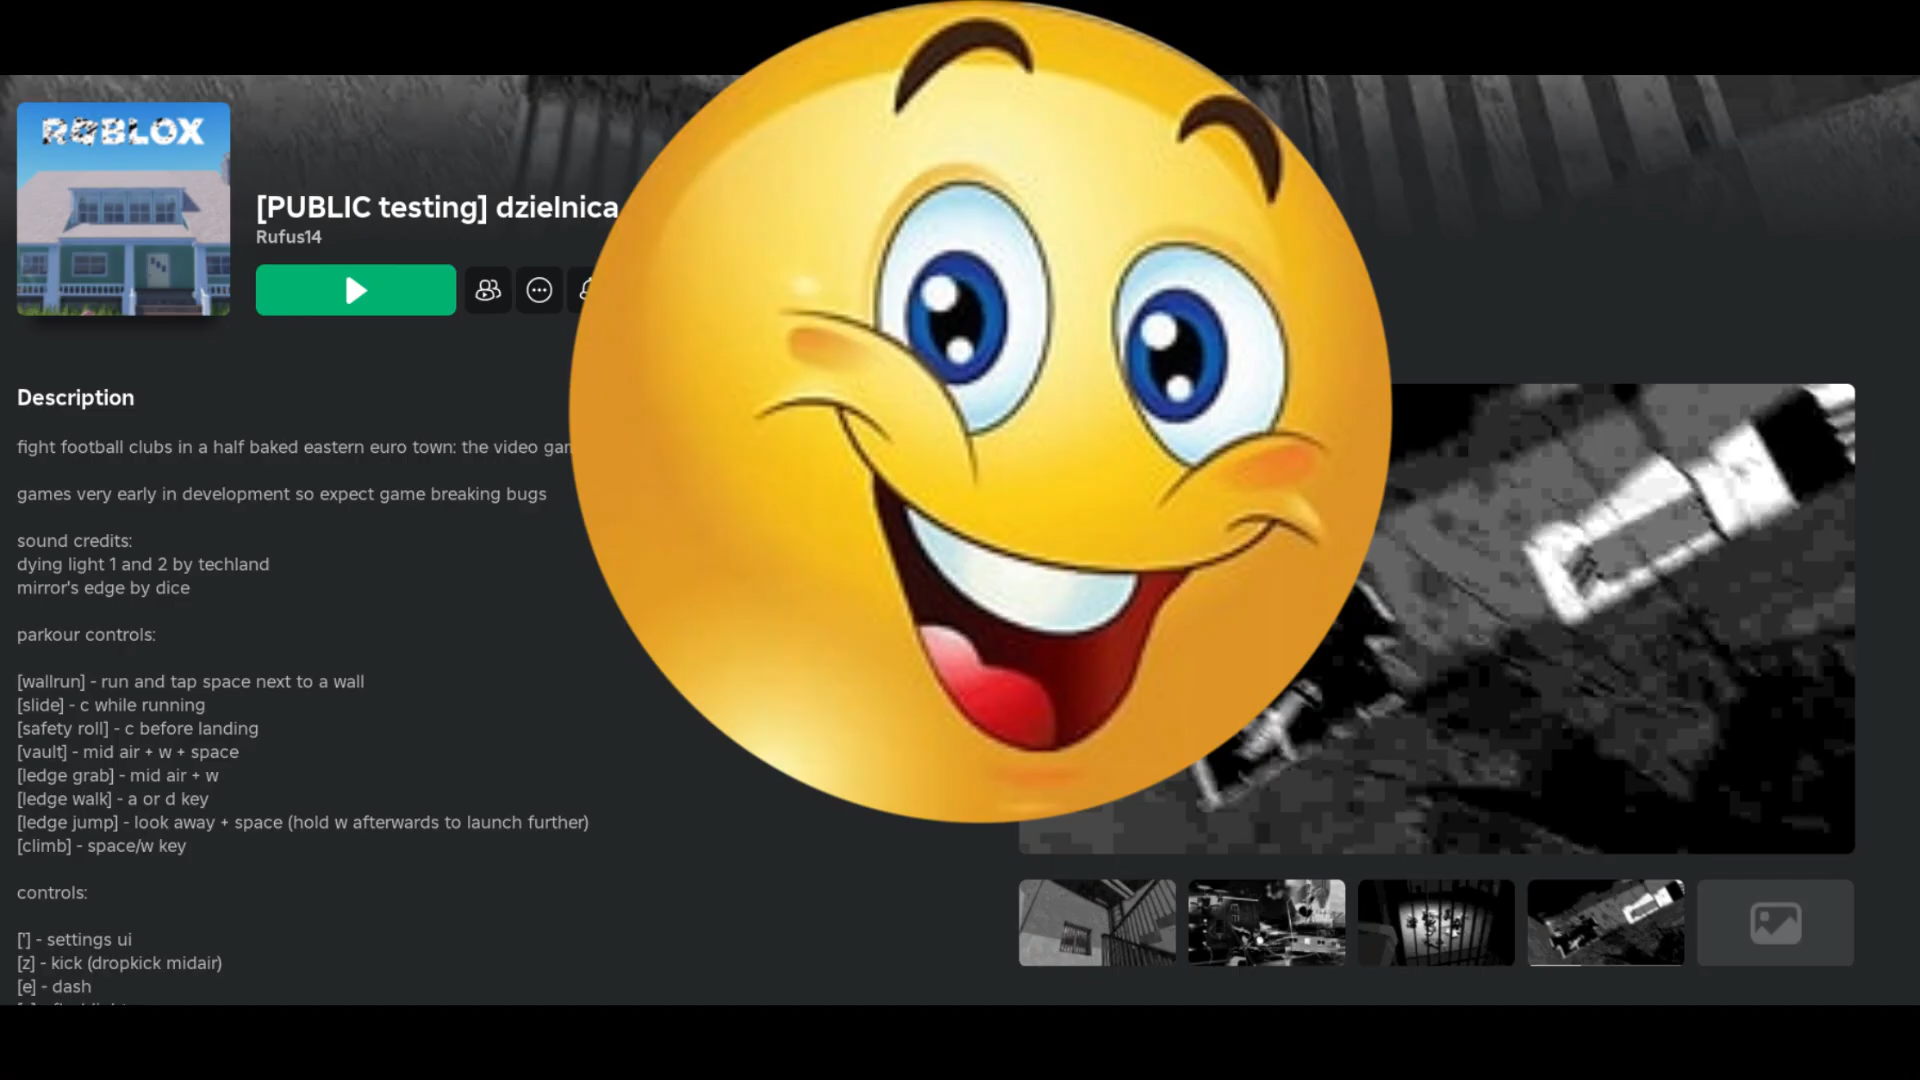 ROBLOX
[PUBLIC testing] dzielnica
Rufus14
Description
fight football clubs in a half baked eastern euro town: the video
games very early in development so expect game breaking bugs
sound credits:
dying light 1 and 2 by techland
mirror's edge by dice
parkour controls:
[wallrun] - run and tap space next to a wall
[slide] - c while running
[safety roll] - c before landing
[vault] - mid air + w + space
[ledge grab] - mid air + w
[ledge walk] - a or d key
[ledge jump] - look away + space (hold w afterwards to launch further)
[climb] - space/w key
controls:
['] - settings ui
[z] - kick (dropkick midair)
[e] - dash